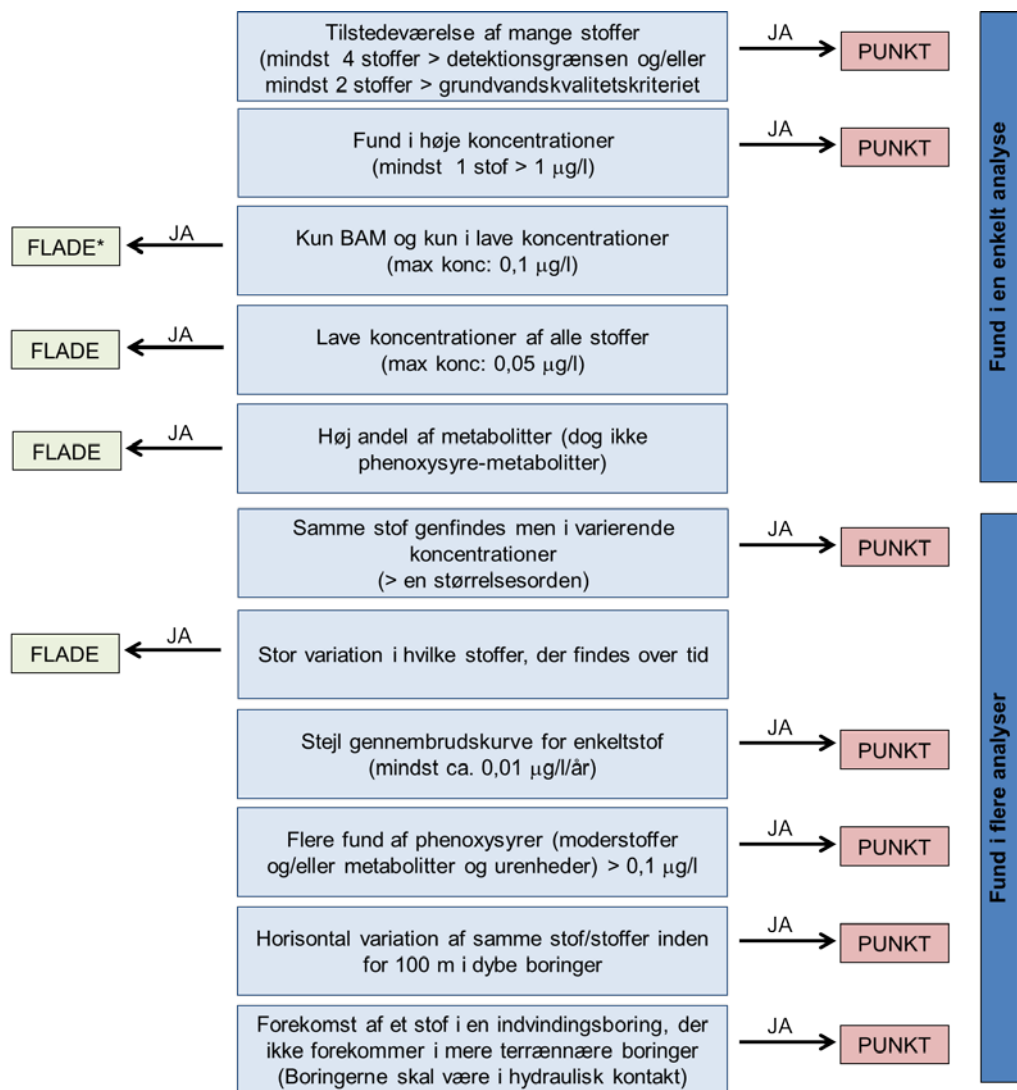 Tilstedeværelse af mange stoffer
(mindst 4 stoffer > detektionsgrænsen og/eller
mindst 2 stoffer > grundvandskvalitetskriteriet
JA
PUNKT
Fund i høje koncentrationer
(mindst 1 stof > 1 µg/l)
JA
PUNKT
FLADE*
JA
Kun BAM og kun i lave koncentrationer
(max konc: 0,1 µg/l)
FLADE
JA
Lave koncentrationer af alle stoffer
(max konc: 0,05 µg/l)
FLADE
JA
Høj andel af metabolitter (dog ikke
phenoxysyre-metabolitter)
Fund i en enkelt analyse
Samme stof genfindes men i varierende
koncentrationer
(> en størrelsesorden)
JA
PUNKT
FLADE
JA
Stor variation i hvilke stoffer, der findes over tid
Stejl gennembrudskurve for enkeltstof
(mindst ca. 0,01 µg/l/år)
JA
PUNKT
Flere fund af phenoxysyrer (moderstoffer
og/eller metabolitter og urenheder) > 0,1 µg/l
JA
PUNKT
Horisontal variation af samme stof/stoffer inden
for 100 m i dybe boringer
JA
PUNKT
Forekomst af et stof i en indvindingsboring, der
ikke forekommer i mere terrænnære boringer
(Boringerne skal være i hydraulisk kontakt)
JA
PUNKT
Fund i flere analyser